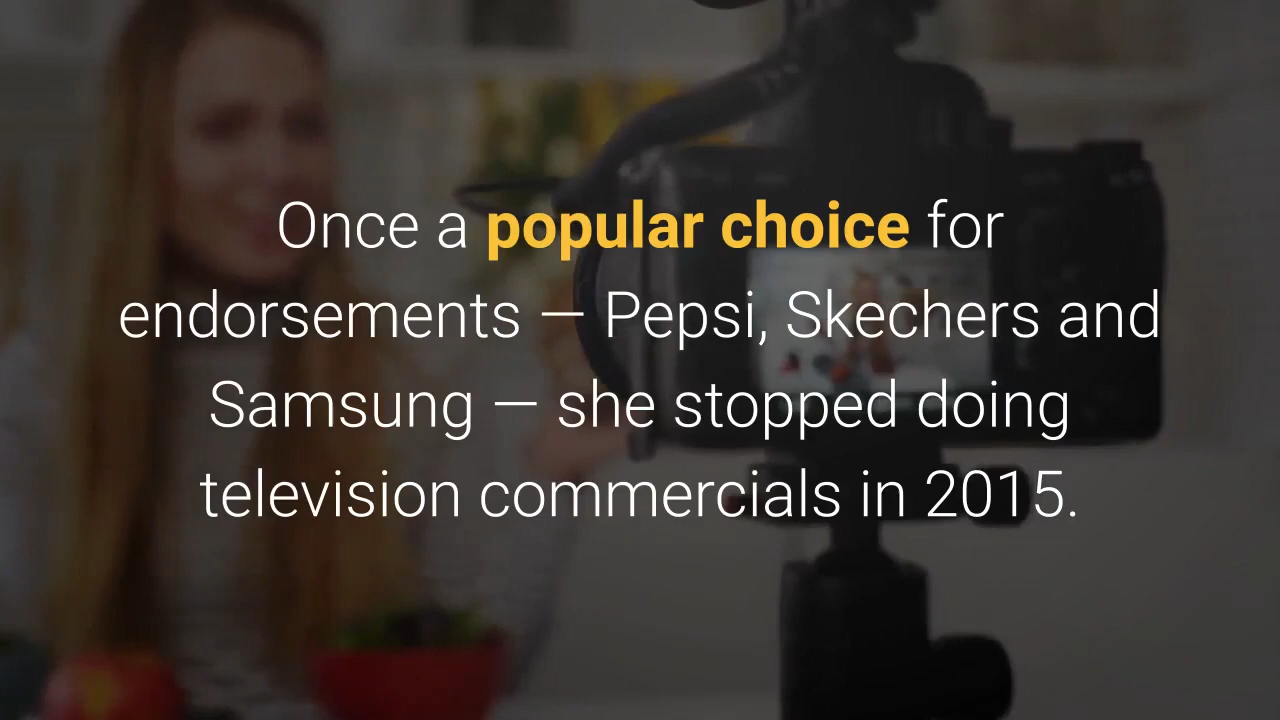 Once a popular choice for
endorsements — Pepsi, Skechers and
Samsung — she stopped doing
television commercials in 2015.